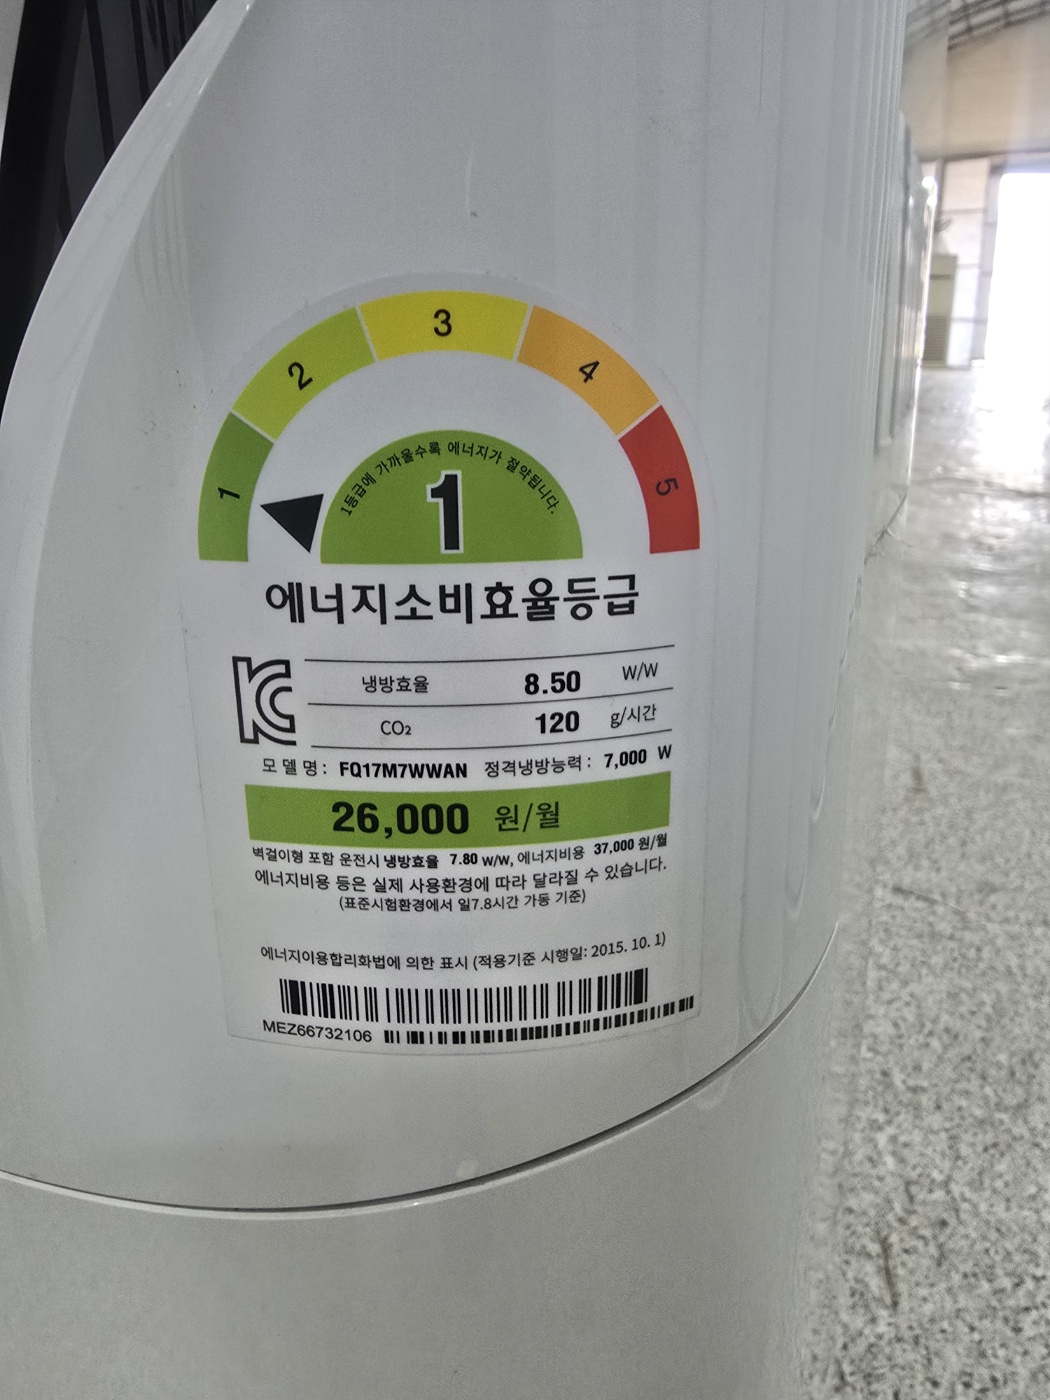 1 2 3 4 5
1등급에 가까울수록 에너지가 절약됩니다.
1
에너지소비효율등급
냉방효율 8.50 W/W
CO₂ 120 g/시간
모 델 명 : FQ17M7WWAN 정격냉방능력 : 7,000 W
26,000 원/월
벽걸이형 포함 운전시 냉방효율 7.80 W/W, 에너지비용 37,000 원/월
에너지비용 등은 실제 사용환경에 따라 달라질 수 있습니다.
(표준시험환경에서 일7.8시간 가동 기준)
에너지이용합리화법에 의한 표시 (적용기준 시행일: 2015. 10. 1)
MEZ66732106